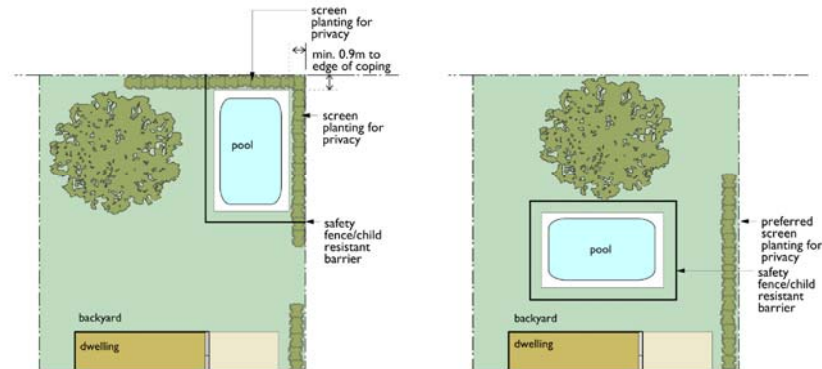 screen
planting for
privacy
min. 0.9m to
edge of coping
screen
planting for
privacy
pool
safety
fence/child
resistant
barrier
backyard
dwelling
pool
preferred
screen
planting for
privacy
safety
fence/child
resistant
barrier
backyard
dwelling